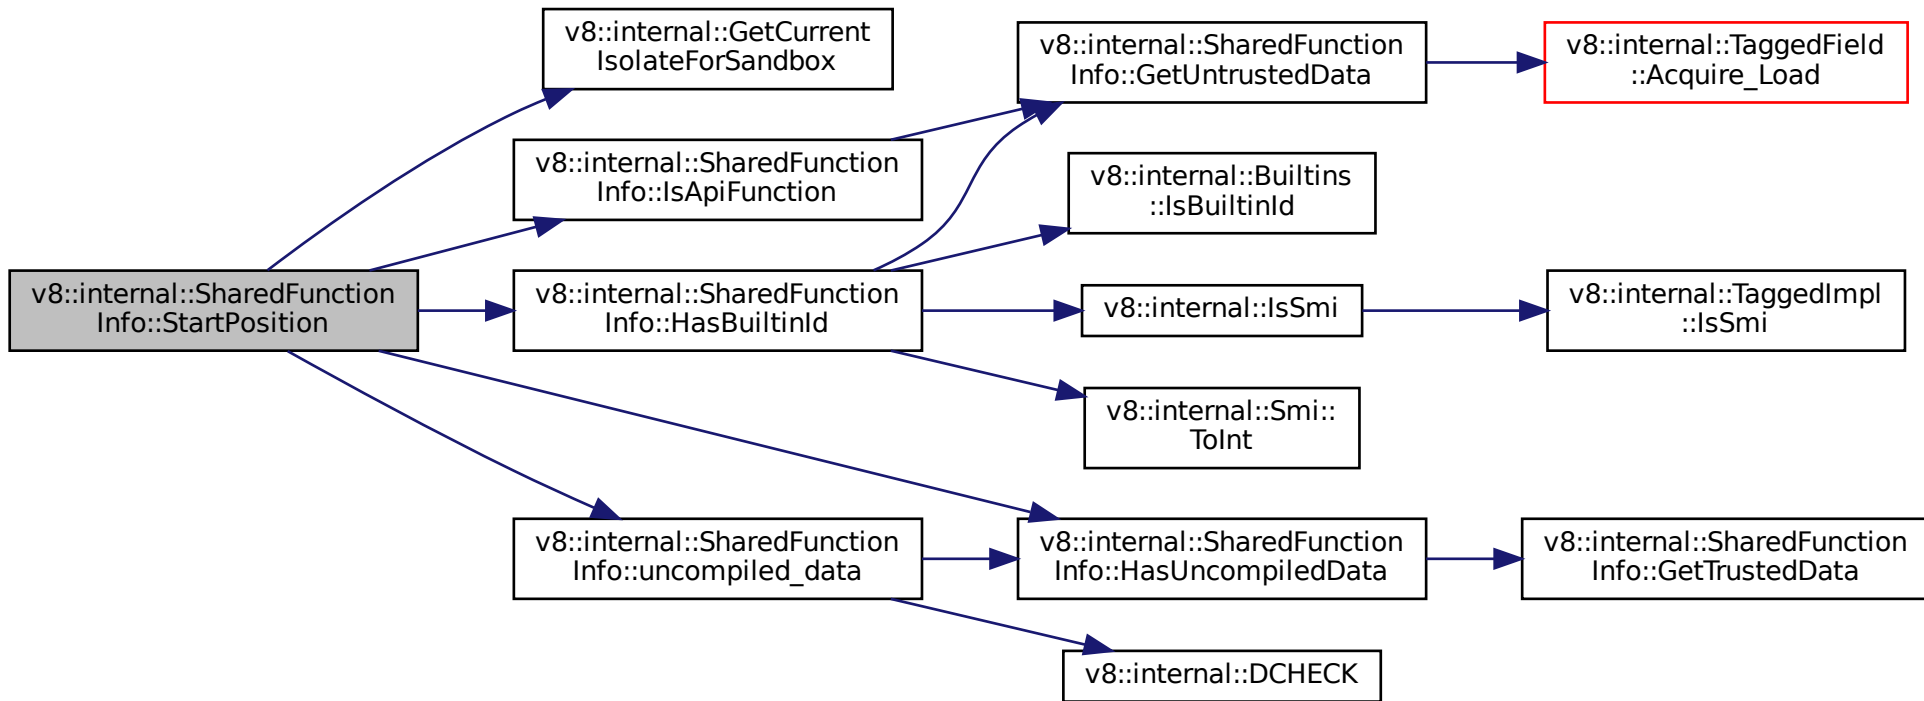 v8::internal::GetCurrent
IsolateForSandbox
v8::internal::SharedFunction
Info::GetUntrustedData
v8::internal::TaggedField
::Acquire_Load
v8::internal::SharedFunction
Info::IsApiFunction
v8::internal::Builtins
::IsBuiltinId
v8::internal::SharedFunction
Info::StartPosition
v8::internal::SharedFunction
Info::HasBuiltinId
v8::internal::IsSmi
v8::internal::TaggedImpl
::IsSmi
v8::internal::Smi::
ToInt
v8::internal::SharedFunction
Info::uncompiled_data
v8::internal::SharedFunction
Info::HasUncompiledData
v8::internal::SharedFunction
Info::GetTrustedData
v8::internal::DCHECK